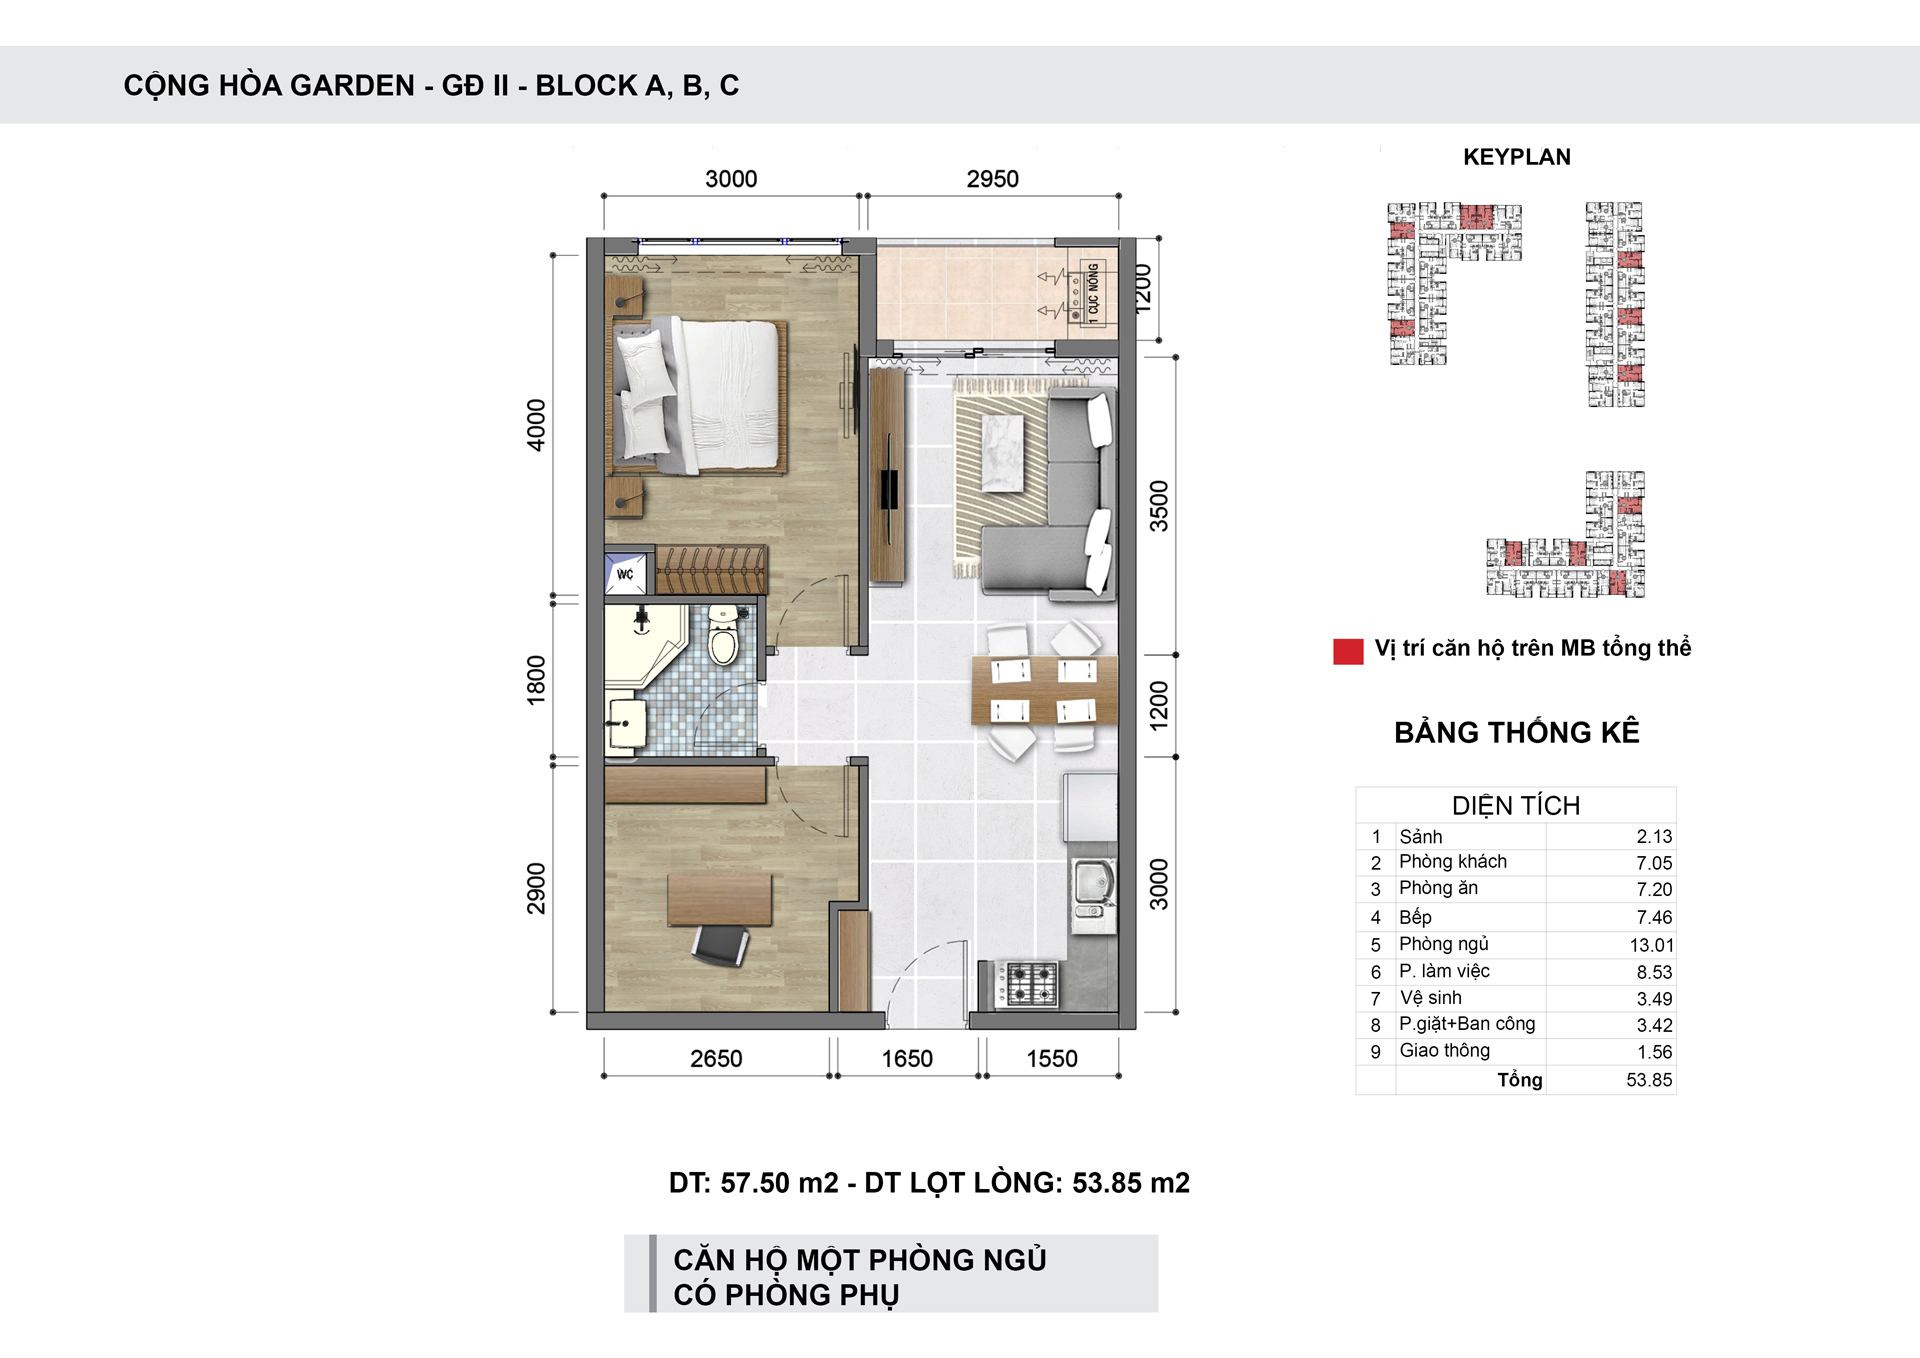 CỘNG HÒA GARDEN - GĐ II - BLOCK A, B, C
KEYPLAN
3000
2950
1200
1 CỤC NÓNG
4000
3500
WC
1800
1200
2900
3000
2650
1650
1550
Vị trí căn hộ trên MB tổng thể
BẢNG THỐNG KÊ
DIỆN TÍCH
1 Sảnh 2.13
2 Phòng khách 7.05
3 Phòng ăn 7.20
4 Bếp 7.46
5 Phòng ngủ 13.01
6 P. làm việc 8.53
7 Vệ sinh 3.49
8 P.giặt+Ban công 3.42
9 Giao thông 1.56
Tổng 53.85
DT: 57.50 m2 - DT LỌT LÒNG: 53.85 m2
CĂN HỘ MỘT PHÒNG NGỦ
CÓ PHÒNG PHỤ